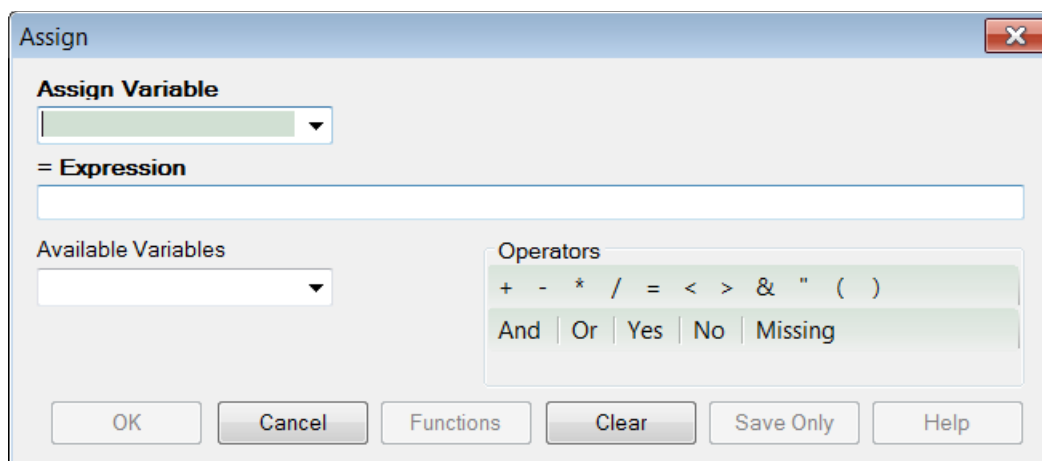 Assign
Assign Variable
= Expression
Available Variables
Operators
+ - * / = < > & " ( )
And Or Yes No Missing
OK Cancel Functions Clear Save Only Help